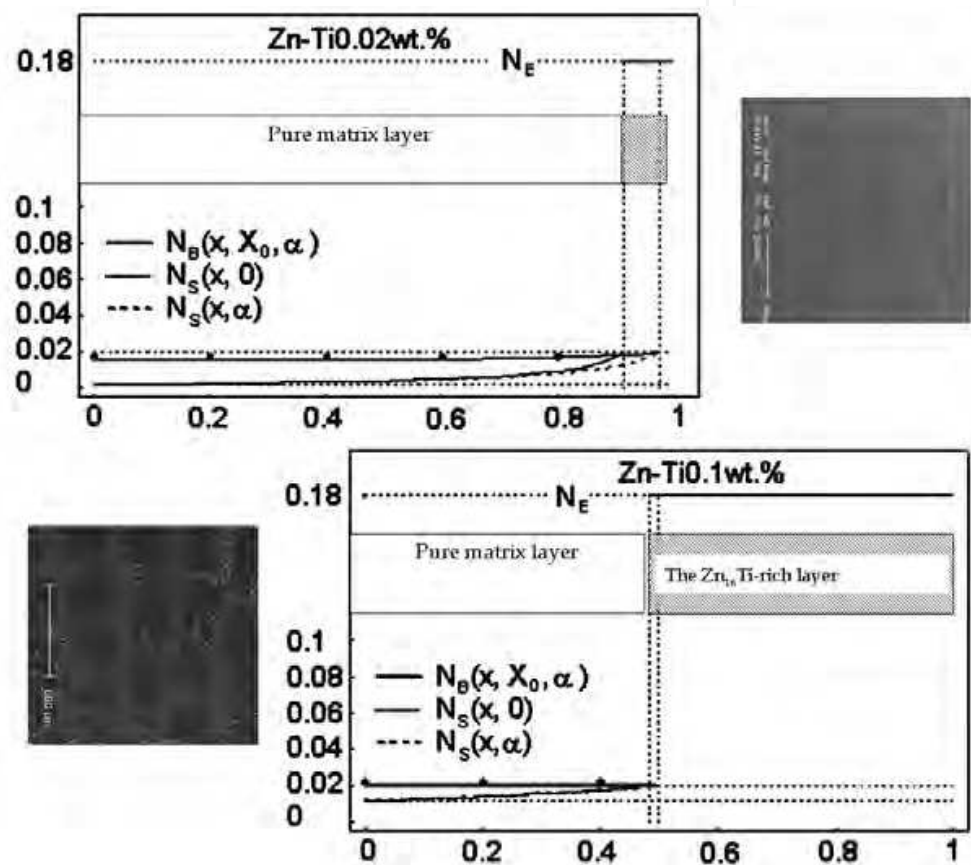 Zn-Ti0.02wt.%
0.18
N_E
Pure matrix layer
0.1
0.08
N_B(x, X_0, α)
0.06
N_S(x, 0)
0.04
N_S(x, α)
0.02
0
0 0.2 0.4 0.6 0.8 1
Zn-Ti0.1wt.%
0.18
N_E
Pure matrix layer
The Zn₁₆Ti-rich layer
0.1
N_B(x, X_0, α)
0.08
N_S(x, 0)
0.06
N_S(x, α)
0.04
0.02
0
0 0.2 0.4 0.6 0.8 1